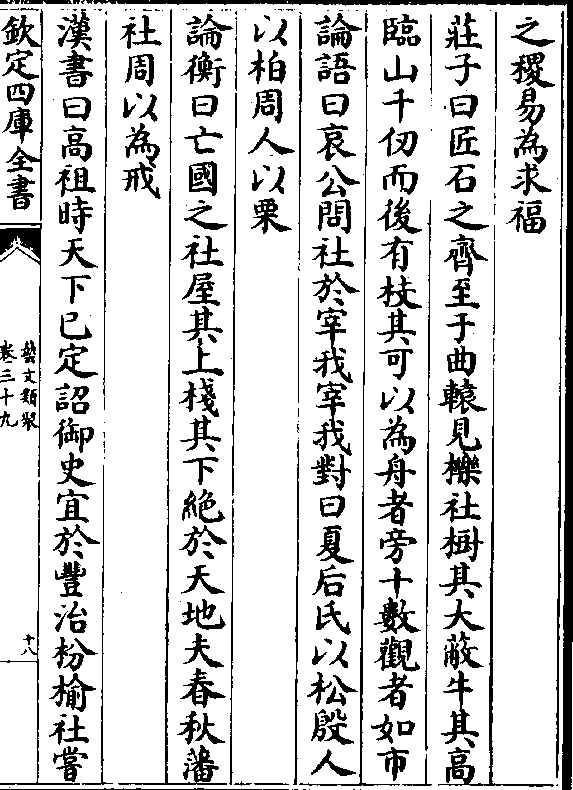 之稷易為求福
莊子曰匠石之齊至于曲轅見櫟社樹其大蔽牛其高
臨山千仞而後有枝其可以為舟者旁十數觀者如市
論語曰哀公問社於宰我宰我對曰夏后氏以松殷人
以柏周人以栗
論衡曰亡國之社屋其上棧其下絶於天地夫春秋藩
社周以為戒
漢書曰高祖時天下已定詔御史宜於豐治枌榆社嘗
欽定四庫全書
藝文類聚
卷三十九
十八